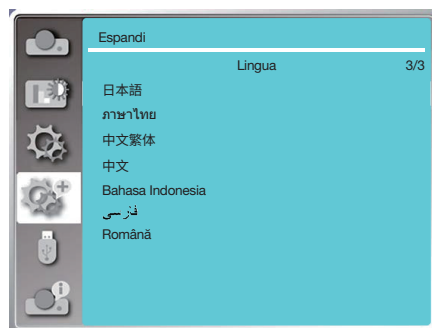 Espandi
Lingua 3/3
日本語
ภาษาไทย
中文繁体
中文
Bahasa Indonesia
فارسی
Română